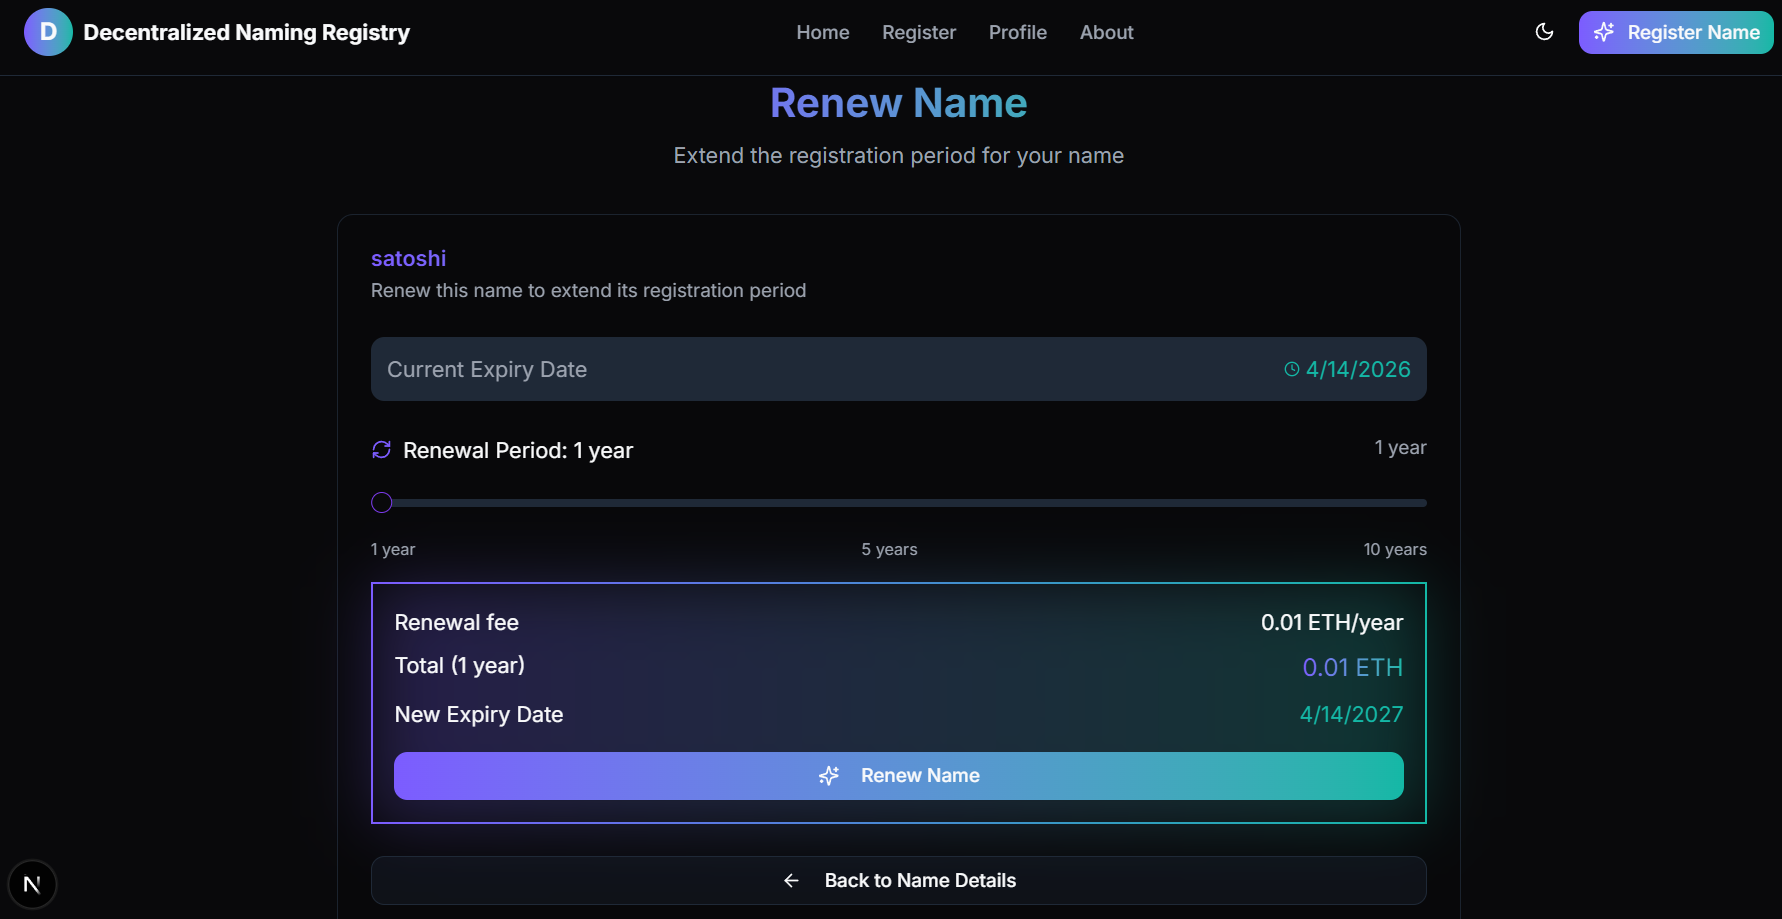 D Decentralized Naming Registry Home Register Profile About Register Name
Renew Name
Extend the registration period for your name
satoshi
Renew this name to extend its registration period
Current Expiry Date 4/14/2026
Renewal Period: 1 year 1 year
1 year 5 years 10 years
Renewal fee 0.01 ETH/year
Total (1 year) 0.01 ETH
New Expiry Date 4/14/2027
Renew Name
Back to Name Details
N